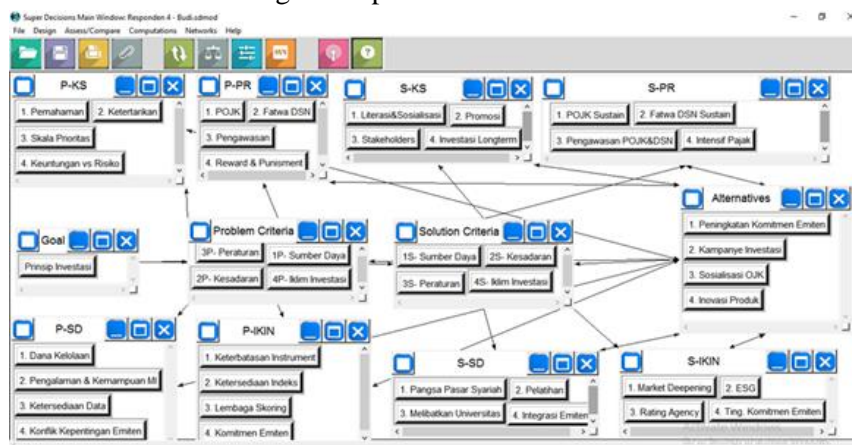 Super Decisions Main Window: Responden 4 - Budi.sdmod
File Design Assess/Compare Computations Networks Help
P-KS
1. Pemahaman 2. Ketertarikan
3. Skala Prioritas
4. Keuntungan vs Risiko
P-PR
1. POJK 2. Fatwa DSN
3. Pengawasan
4. Reward & Punisment
S-KS
1. Literasi&Sosialisasi 2. Promosi
3. Stakeholders 4. Investasi Longterm
S-PR
1. POJK Sustain 2. Fatwa DSN Sustain
3. Pengawasan POJK&DSN 4. Intensif Pajak
Goal
Prinsip Investasi
Problem Criteria
3P- Peraturan 1P- Sumber Daya
2P- Kesadaran 4P- Iklim Investasi
Solution Criteria
1S- Sumber Daya 2S- Kesadaran
3S- Peraturan 4S- Iklim Investasi
Alternatives
1. Peningkatan Komitmen Emiten
2. Kampanye Investasi
3. Sosialisasi OJK
4. Inovasi Produk
P-SD
1. Dana Kelolaan
2. Pengalaman & Kemampuan MI
3. Ketersediaan Data
4. Konflik Kepentingan Emiten
P-IKIN
1. Keterbatasan Instrument
2. Ketersediaan Indeks
3. Lembaga Skoring
4. Komitmen Emiten
S-SD
1. Pangsa Pasar Syariah 2. Pelatihan
3. Melibatkan Universitas 4. Integrasi Emiten
S-IKIN
1. Market Deepening 2. ESG
3. Rating Agency 4. Ting. Komitmen Emiten